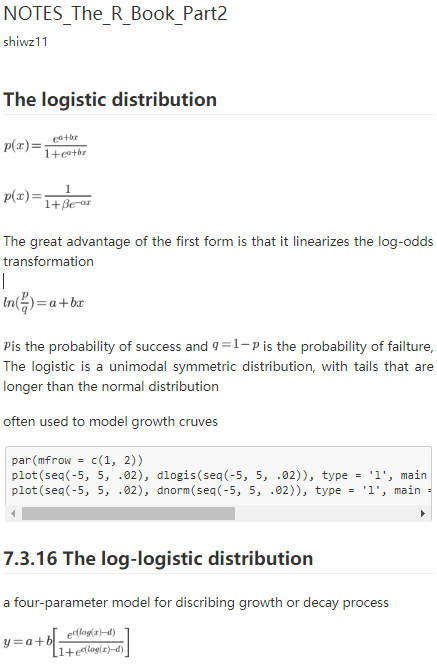 NOTES_The_R_Book_Part2
shiwz11
The logistic distribution
p(x)=\frac{e^{a+bx}}{1+e^{a+bx}}
p(x)=\frac{1}{1+βe^{-αx}}
The great advantage of the first form is that it linearizes the log-odds
transformation
ln(\frac{p}{q})=a+bx
p is the probability of success and q=1−p is the probability of failture,
The logistic is a unimodal symmetric distribution, with tails that are
longer than the normal distribution
often used to model growth cruves
par(mfrow = c(1, 2))
plot(seq(-5, 5, .02), dlogis(seq(-5, 5, .02)), type = 'l', main
plot(seq(-5, 5, .02), dnorm(seq(-5, 5, .02)), type = 'l', main =
7.3.16 The log-logistic distribution
a four-parameter model for discribing growth or decay process
y=a+b[\frac{e^{c(log(x)−d)}}{1+e^{c(log(x)−d)}}]